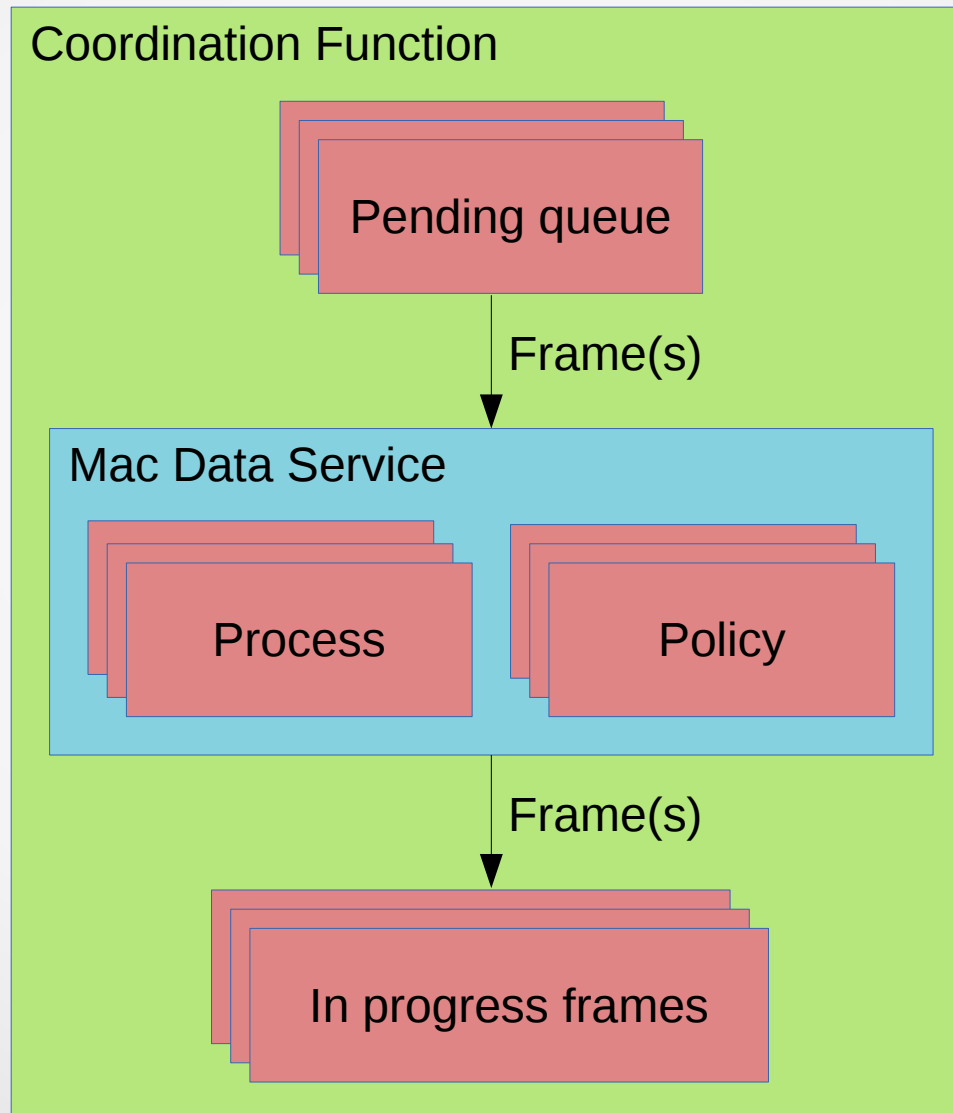 Coordination Function
Pending queue
Frame(s)
Mac Data Service
Process
Policy
Frame(s)
In progress frames